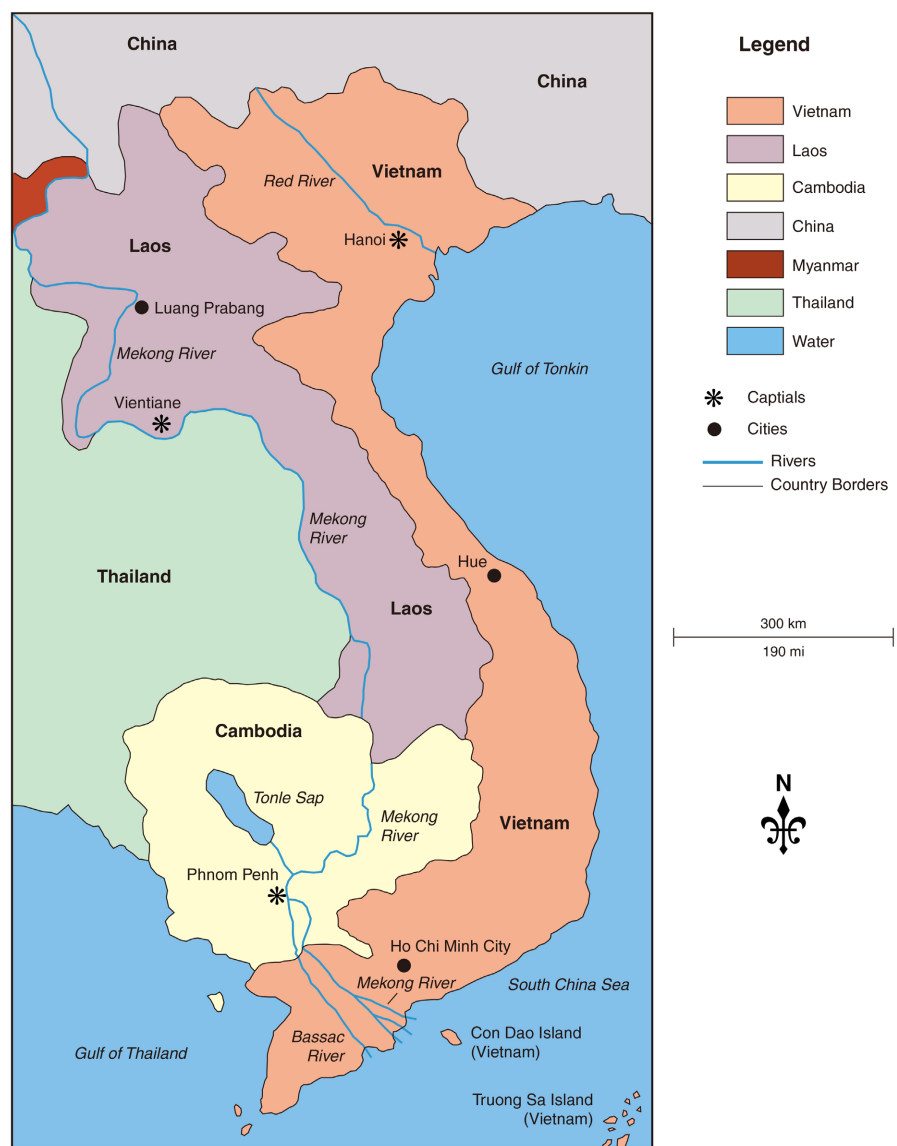 China
China
Red River
Vietnam
Hanoi
Laos
Luang Prabang
Mekong River
Gulf of Tonkin
Vientiane
Mekong
River
Hue
Thailand
Laos
Cambodia
Tonle Sap
Mekong
River
Vietnam
Phnom Penh
Ho Chi Minh City
Mekong River
South China Sea
Bassac
River
Gulf of Thailand
Con Dao Island
(Vietnam)
Truong Sa Island
(Vietnam)
Legend
Vietnam
Laos
Cambodia
China
Myanmar
Thailand
Water
Captials
Cities
Rivers
Country Borders
300 km
190 mi
N